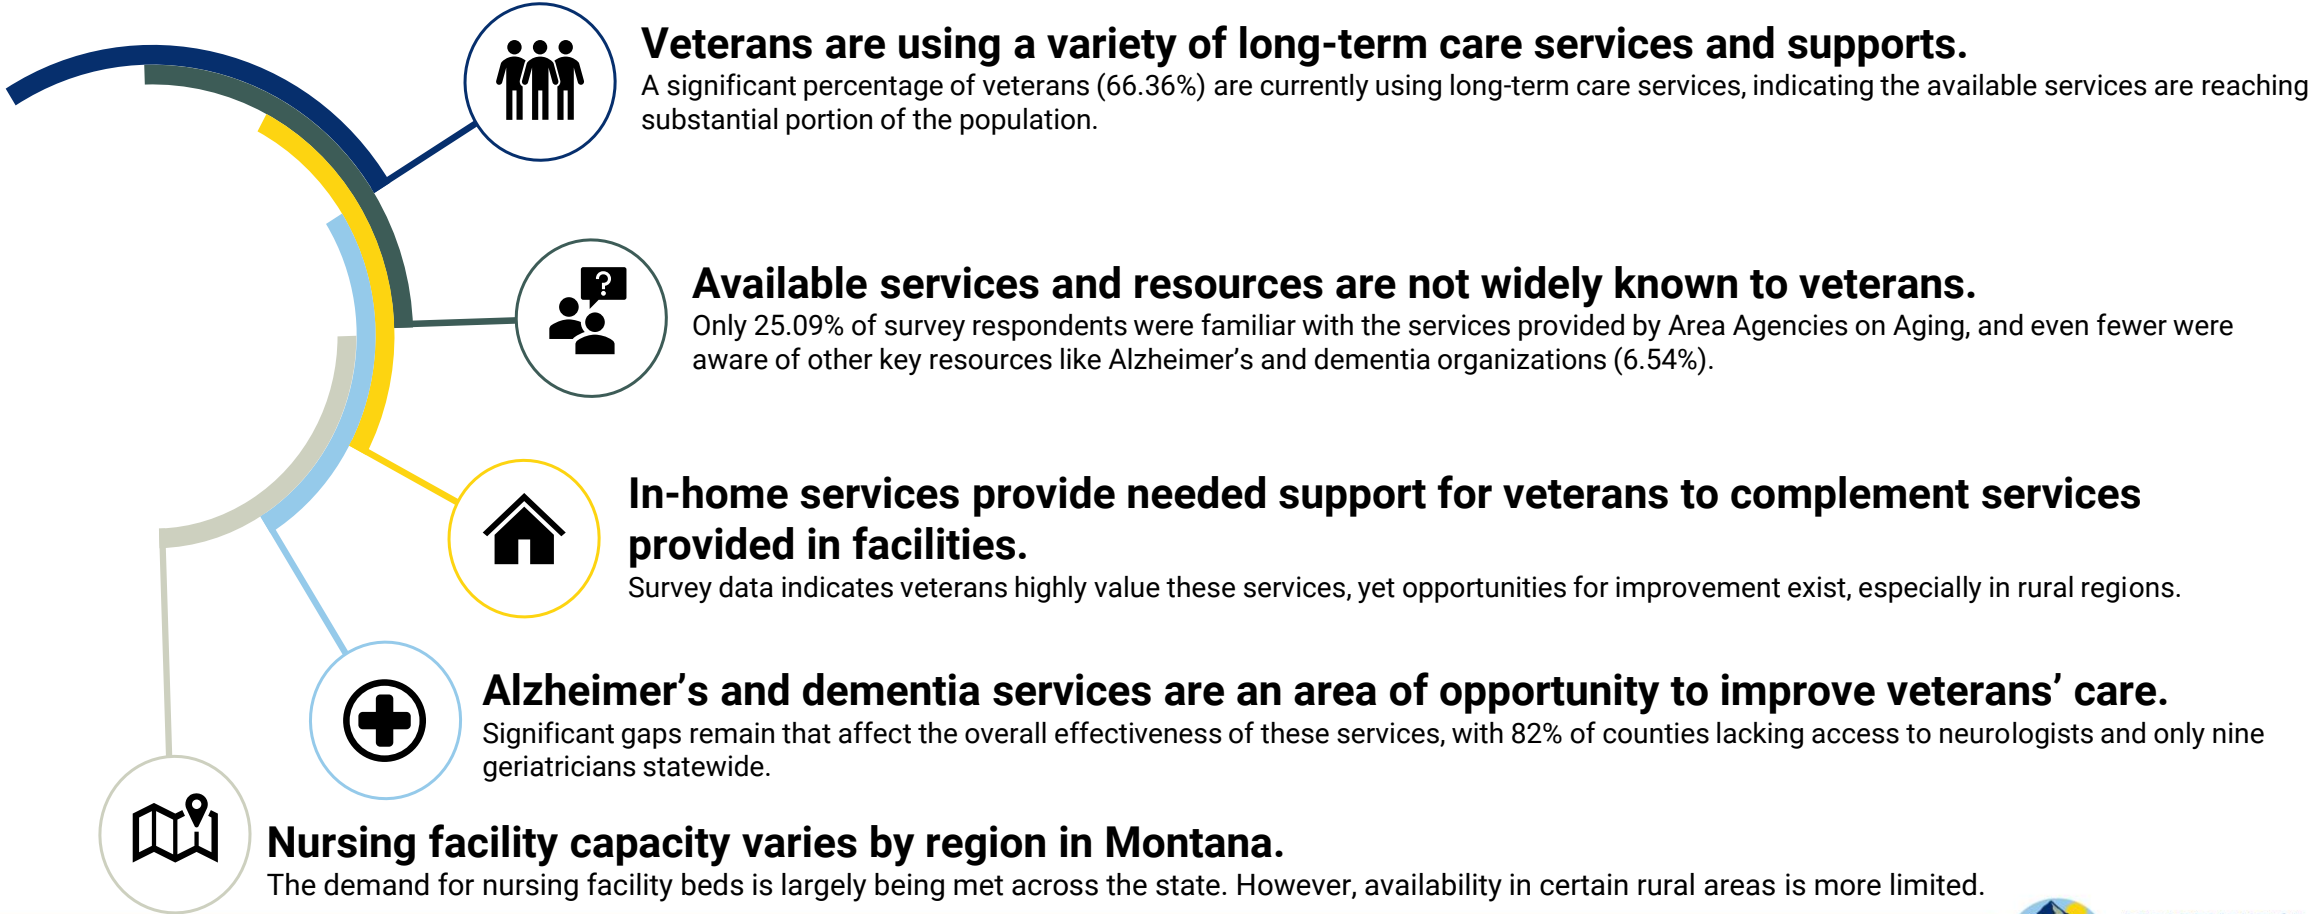 Veterans are using a variety of long-term care services and supports.
A significant percentage of veterans (66.36%) are currently using long-term care services, indicating the available services are reaching
substantial portion of the population.
?
Available services and resources are not widely known to veterans.
Only 25.09% of survey respondents were familiar with the services provided by Area Agencies on Aging, and even fewer were
aware of other key resources like Alzheimer’s and dementia organizations (6.54%).
In-home services provide needed support for veterans to complement services
provided in facilities.
Survey data indicates veterans highly value these services, yet opportunities for improvement exist, especially in rural regions.
Alzheimer’s and dementia services are an area of opportunity to improve veterans’ care.
Significant gaps remain that affect the overall effectiveness of these services, with 82% of counties lacking access to neurologists and only nine
geriatricians statewide.
Nursing facility capacity varies by region in Montana.
The demand for nursing facility beds is largely being met across the state. However, availability in certain rural areas is more limited.